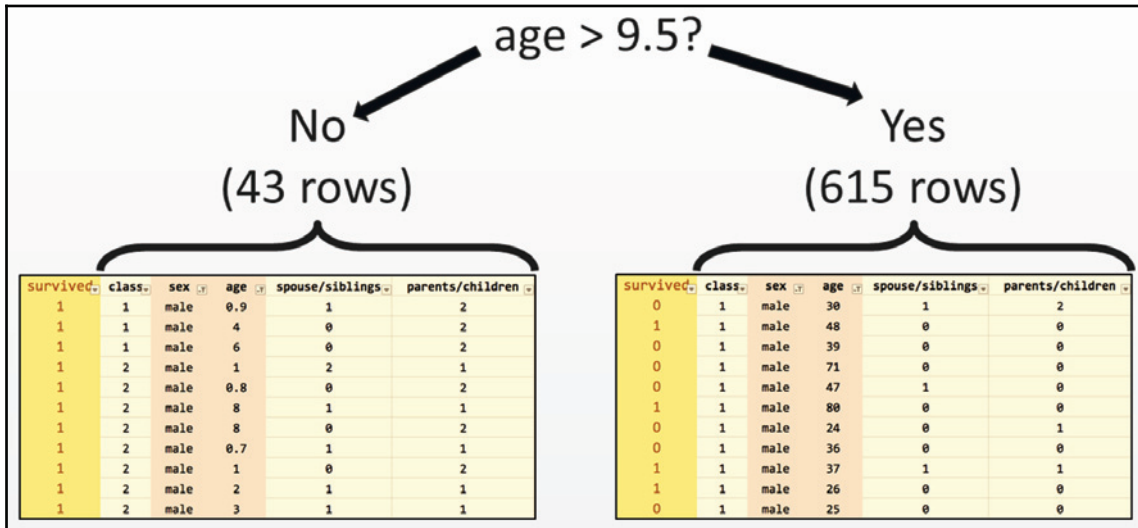 age > 9.5?
No
(43 rows)
Yes
(615 rows)
survived class sex age spouse/siblings parents/children
1 1 male 0.9 1 2
1 1 male 4 0 2
1 1 male 6 0 2
1 2 male 1 2 1
1 2 male 0.8 0 2
1 2 male 8 1 1
1 2 male 8 0 2
1 2 male 0.7 1 1
1 2 male 1 0 2
1 2 male 2 1 1
1 2 male 3 1 1
survived class sex age spouse/siblings parents/children
0 1 male 30 1 2
1 1 male 48 0 0
0 1 male 39 0 0
0 1 male 71 0 0
0 1 male 47 1 0
1 1 male 80 0 0
0 1 male 24 0 1
0 1 male 36 0 0
1 1 male 37 1 1
1 1 male 26 0 0
0 1 male 25 0 0